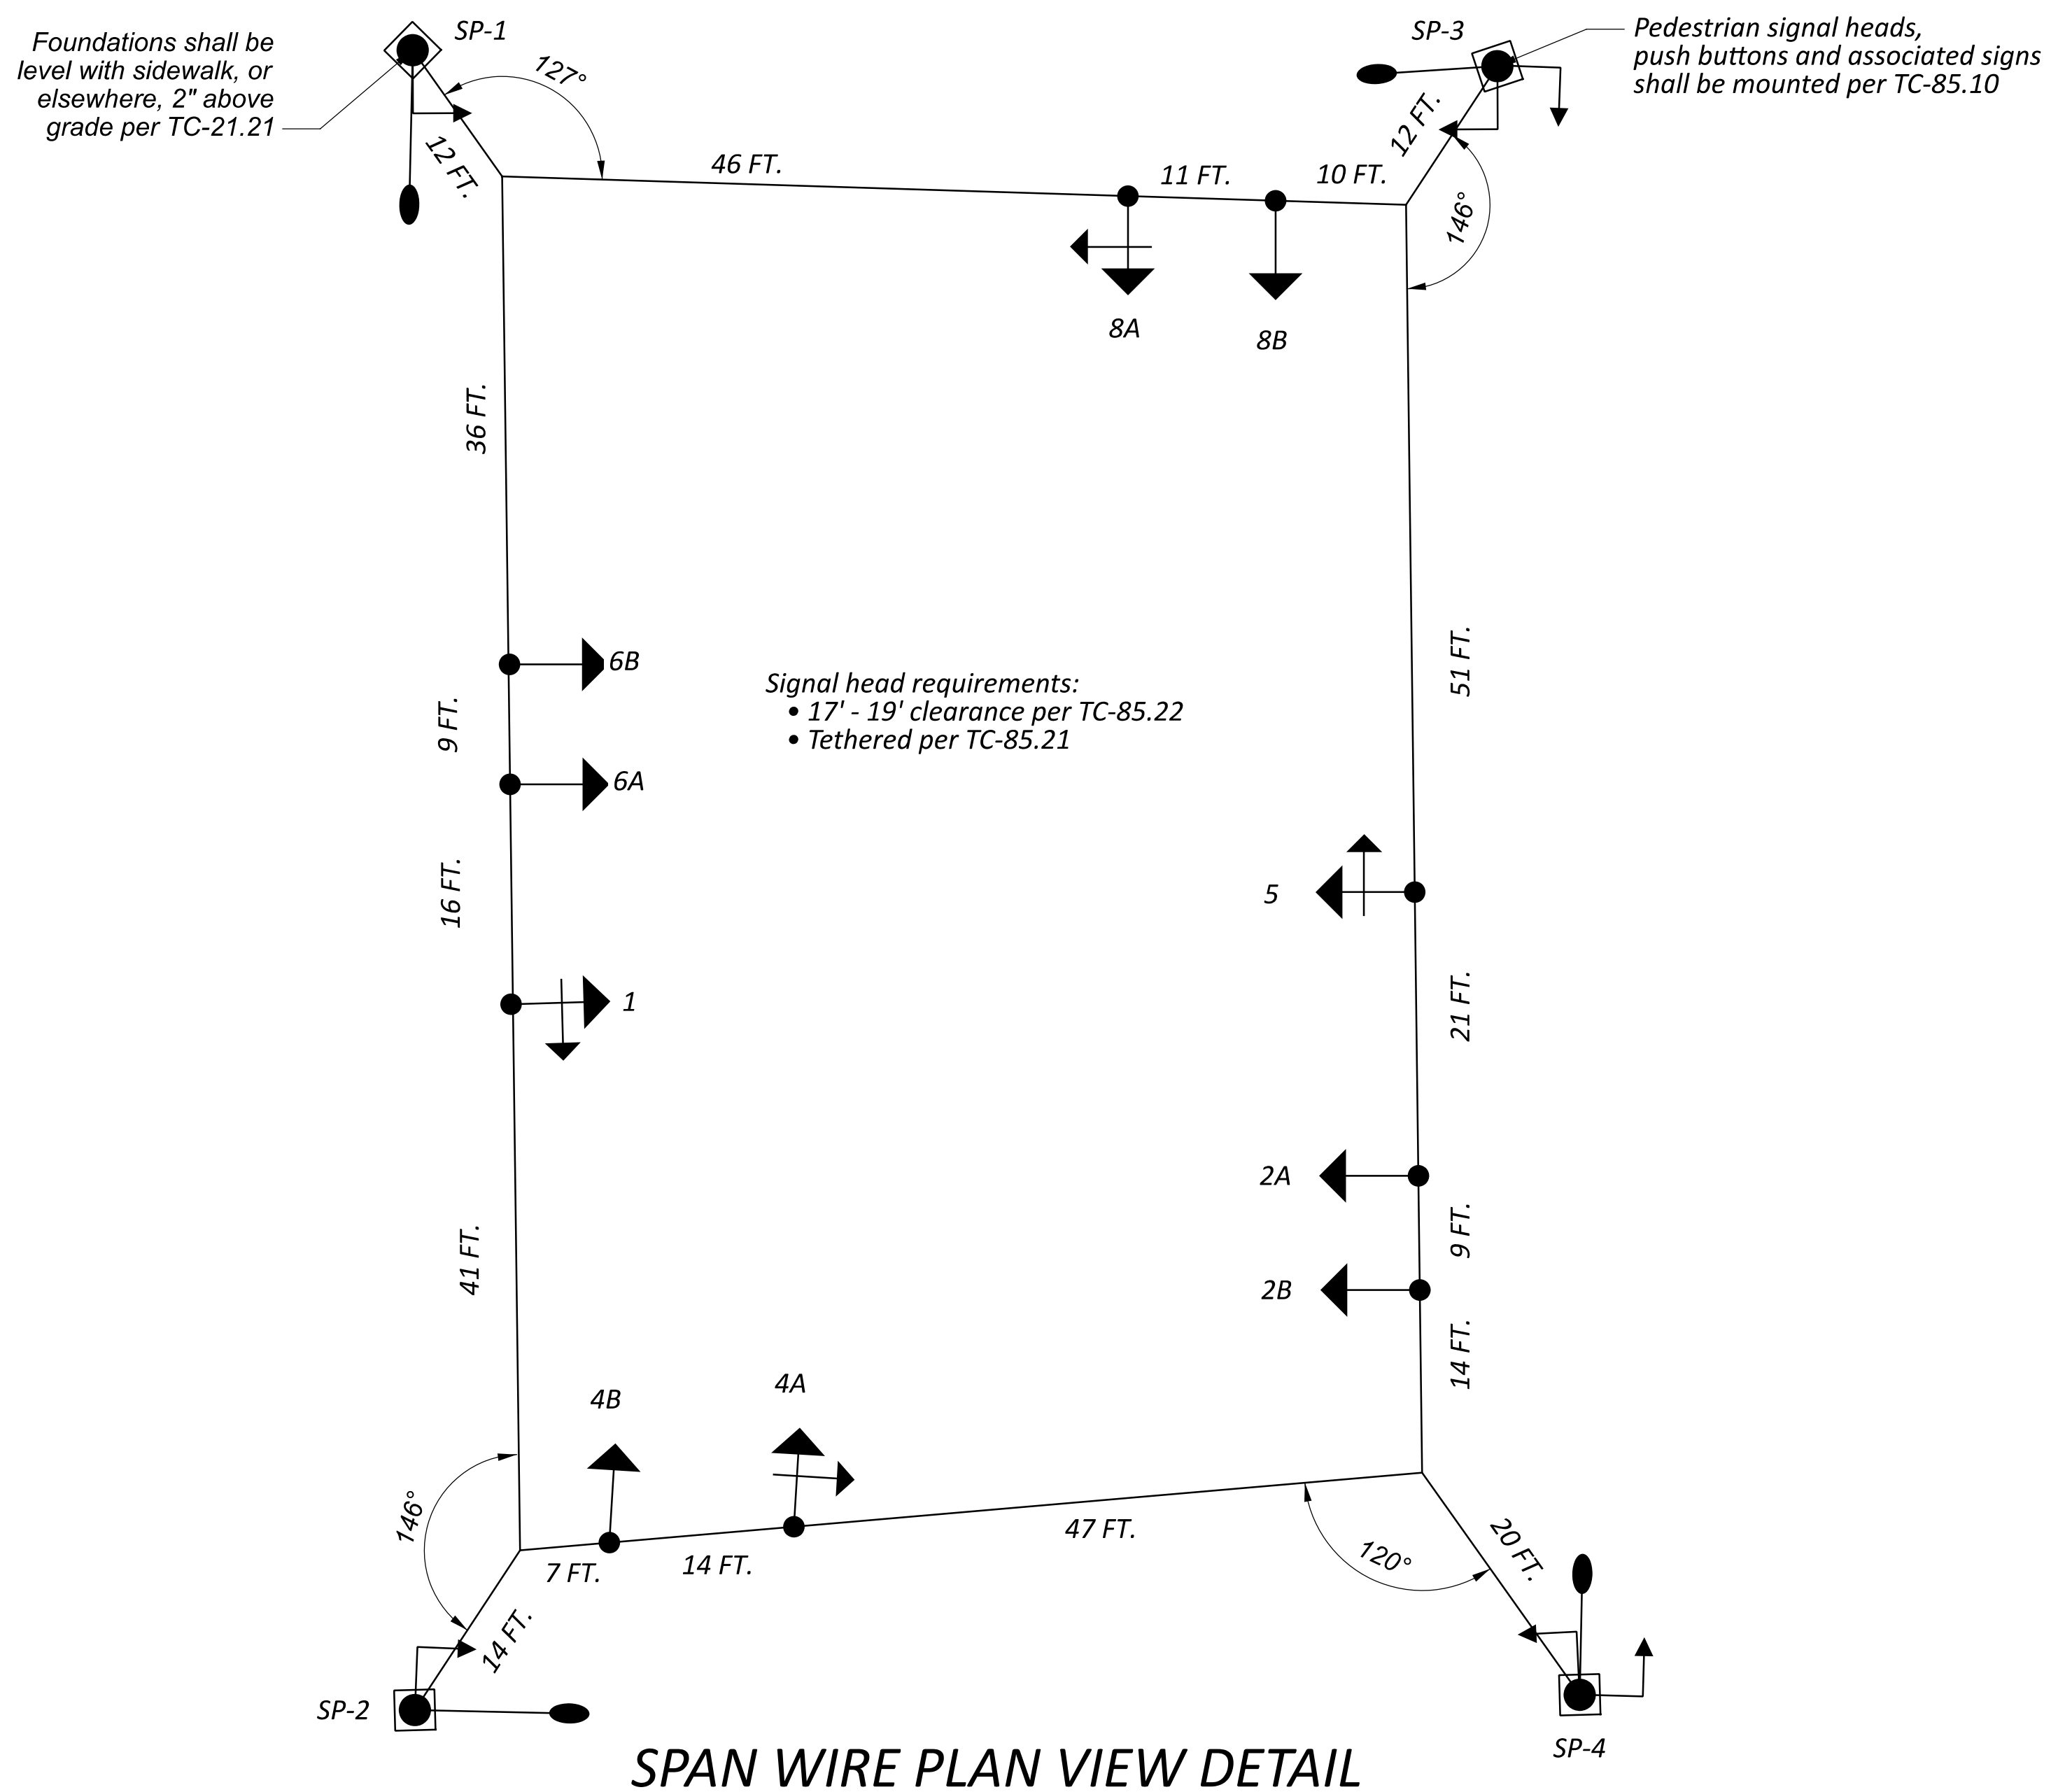 Foundations shall be
level with sidewalk, or
elsewhere, 2" above
grade per TC-21.21
SP-1
127°
12 FT.
46 FT.
11 FT.
10 FT.
SP-3
12 FT.
Pedestrian signal heads,
push buttons and associated signs
shall be mounted per TC-85.10
146°
8A
8B
36 FT.
6B
9 FT.
6A
16 FT.
1
41 FT.
Signal head requirements:
• 17' - 19' clearance per TC-85.22
• Tethered per TC-85.21
51 FT.
5
21 FT.
2A
9 FT.
2B
14 FT.
4B
4A
146°
7 FT.
14 FT.
47 FT.
120°
20 FT.
14 FT.
SP-2
SP-4
SPAN WIRE PLAN VIEW DETAIL